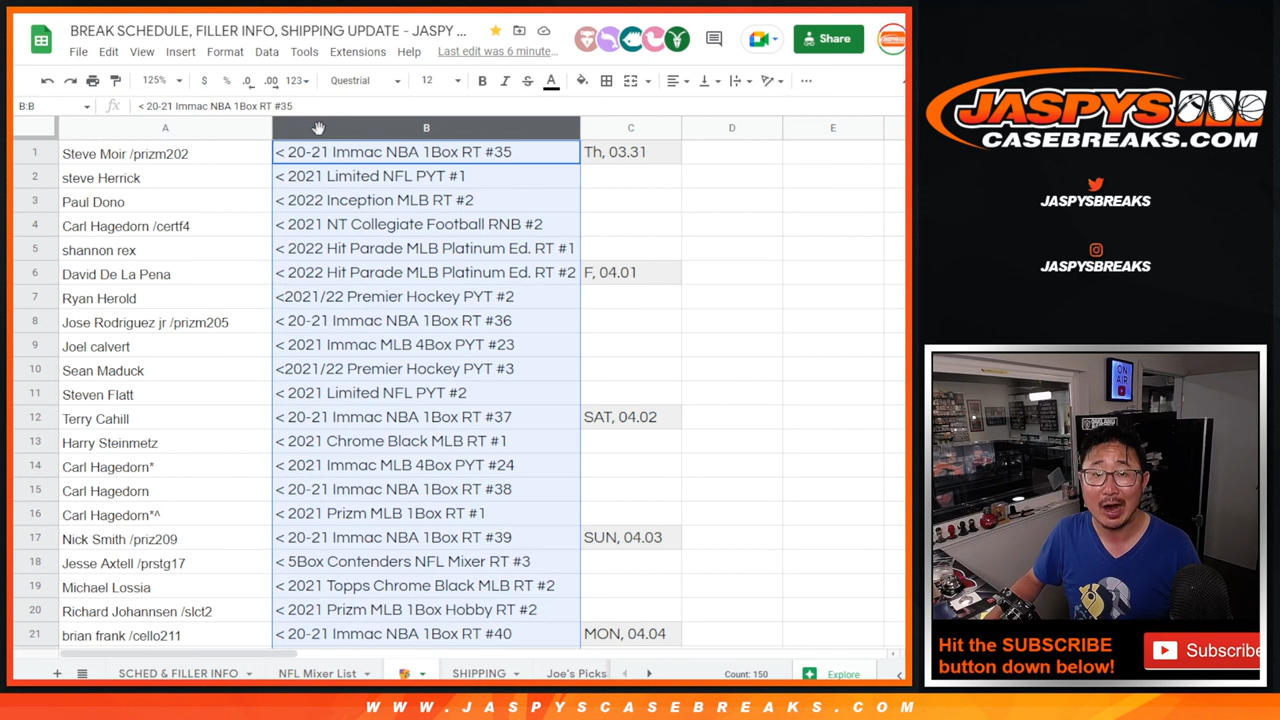 BREAK SCHEDULE, FILLER INFO, SHIPPING UPDATE - JASPY ...
File Edit View Insert Format Data Tools Extensions Help Last edit was 6 minute...
Share
125% $ % .0 .00 123 Questrial 12 B I S A
B:B fx < 20-21 Immac NBA 1Box RT #35
A B C D E
1 Steve Moir /prizm202 < 20-21 Immac NBA 1Box RT #35 Th, 03.31
2 steve Herrick < 2021 Limited NFL PYT #1
3 Paul Dono < 2022 Inception MLB RT #2
4 Carl Hagedorn /certf4 < 2021 NT Collegiate Football RNB #2
5 shannon rex < 2022 Hit Parade MLB Platinum Ed. RT #1
6 David De La Pena < 2022 Hit Parade MLB Platinum Ed. RT #2 F, 04.01
7 Ryan Herold <2021/22 Premier Hockey PYT #2
8 Jose Rodriguez jr /prizm205 < 20-21 Immac NBA 1Box RT #36
9 Joel calvert < 2021 Immac MLB 4Box PYT #23
10 Sean Maduck <2021/22 Premier Hockey PYT #3
11 Steven Flatt < 2021 Limited NFL PYT #2
12 Terry Cahill < 20-21 Immac NBA 1Box RT #37 SAT, 04.02
13 Harry Steinmetz < 2021 Chrome Black MLB RT #1
14 Carl Hagedorn* < 2021 Immac MLB 4Box PYT #24
15 Carl Hagedorn < 20-21 Immac NBA 1Box RT #38
16 Carl Hagedorn*^ < 2021 Prizm MLB 1Box RT #1
17 Nick Smith /priz209 < 20-21 Immac NBA 1Box RT #39 SUN, 04.03
18 Jesse Axtell /prstg17 < 5Box Contenders NFL Mixer RT #3
19 Michael Lossia < 2021 Topps Chrome Black MLB RT #2
20 Richard Johannsen /slct2 < 2021 Prizm MLB 1Box Hobby RT #2
21 brian frank /cello211 < 20-21 Immac NBA 1Box RT #40 MON, 04.04
SCHED & FILLER INFO NFL Mixer List SHIPPING Joe's Picks Count: 150 Explore
JASPYS
CASEBREAKS.COM
JASPYSBREAKS
JASPYSBREAKS
ON AIR
Hit the SUBSCRIBE
button down below!
Subscribe
WWW.JASPYSCASEBREAKS.COM